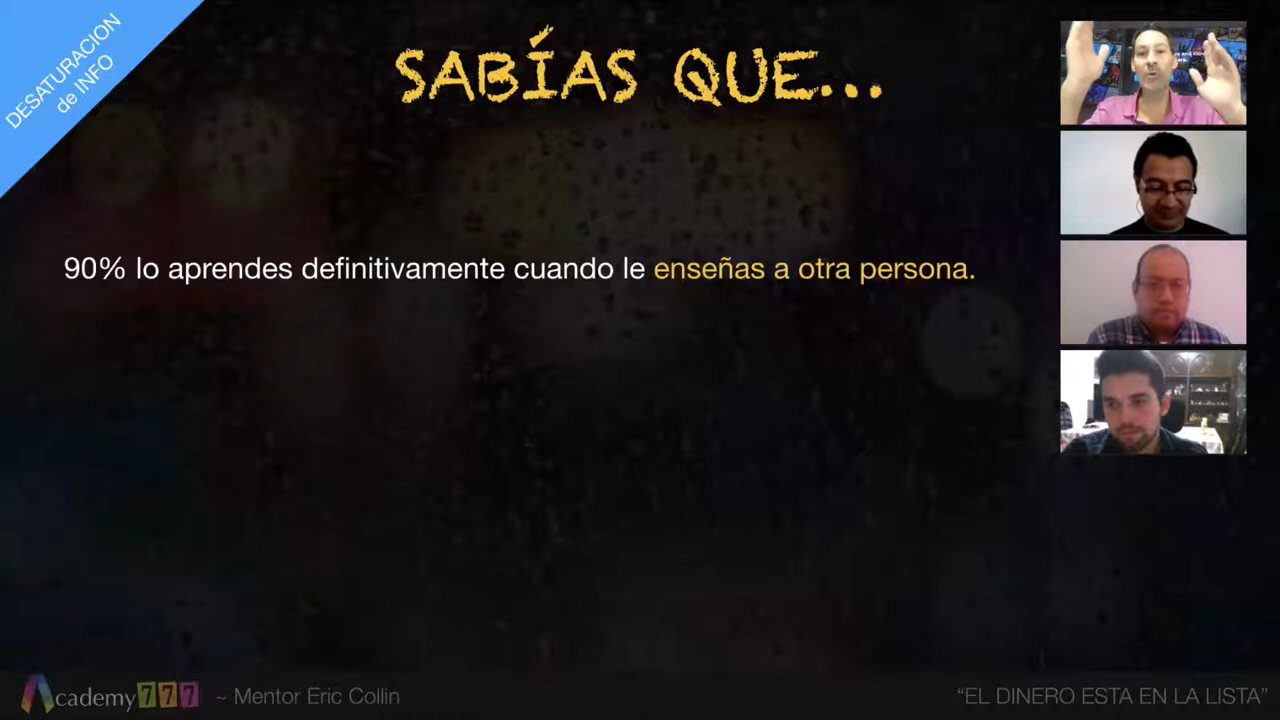 DESATURACION
de INFO
SABÍAS QUE...
90% lo aprendes definitivamente cuando le enseñas a otra persona.
Academy777 ~ Mentor Eric Collin
“EL DINERO ESTA EN LA LISTA”